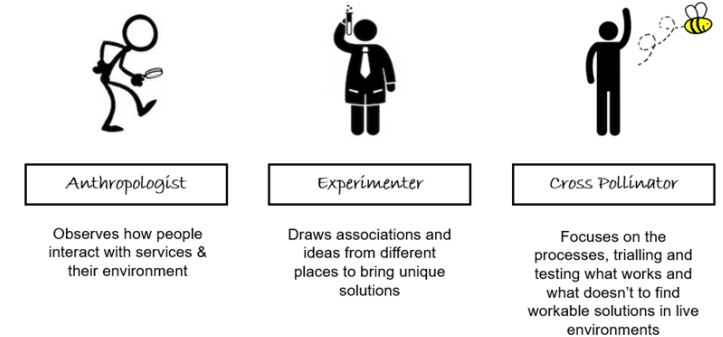 Anthropologist
Observes how people
interact with services &
their environment
Experimenter
Draws associations and
ideas from different
places to bring unique
solutions
Cross Pollinator
Focuses on the
processes, trialling and
testing what works and
what doesn't to find
workable solutions in live
environments